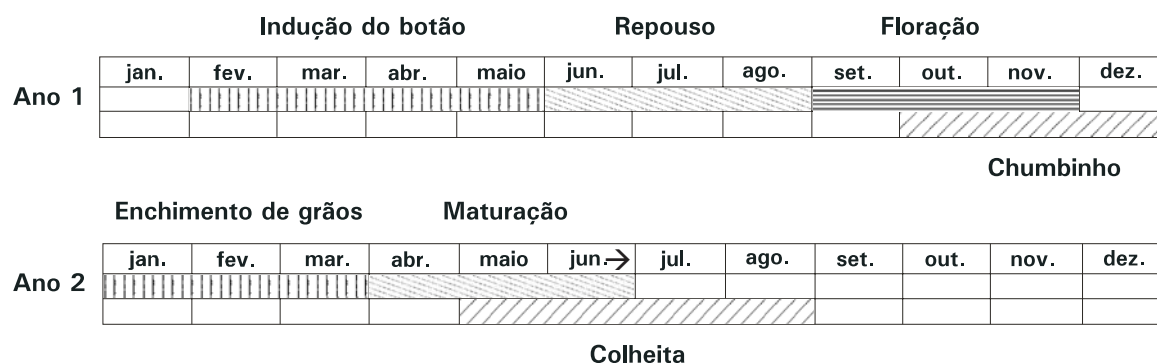 Indução do botão Repouso Floração
jan. fev. mar. abr. maio jun. jul. ago. set. out. nov. dez.
Ano 1
Chumbinho
Enchimento de grãos Maturação
jan. fev. mar. abr. maio jun.→ jul. ago. set. out. nov. dez.
Ano 2
Colheita